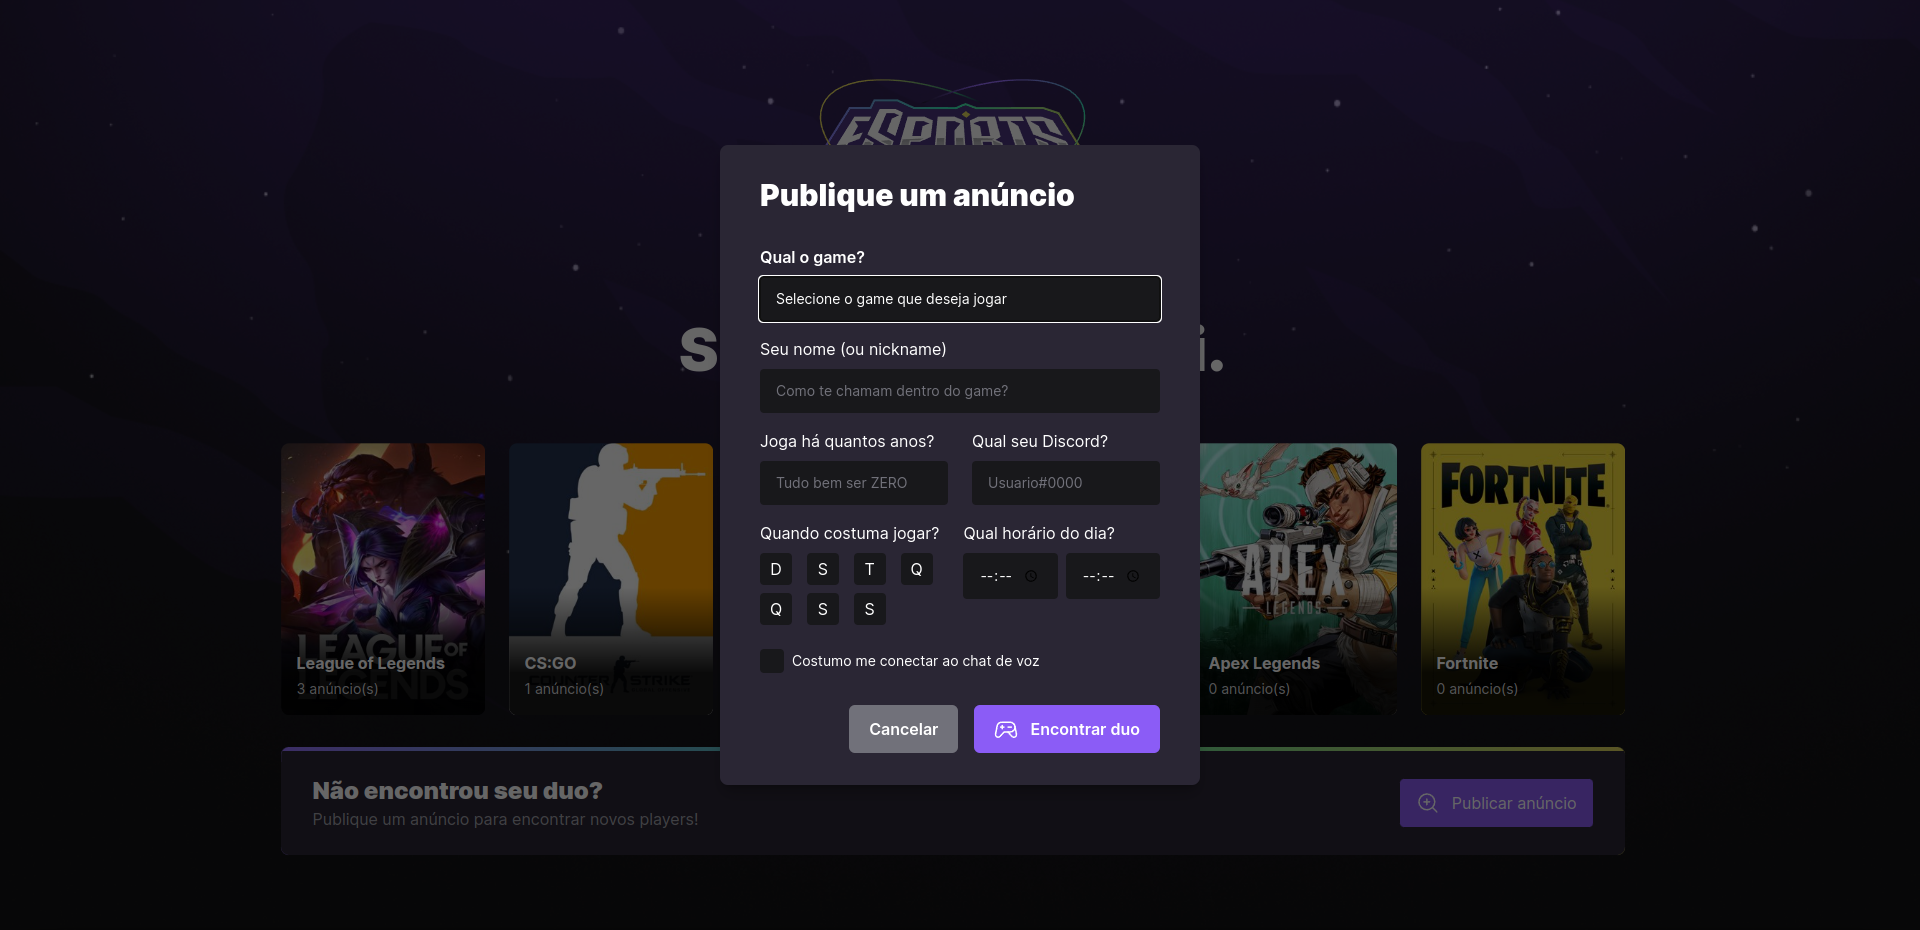 ESPORTS
Publique um anúncio
Qual o game?
Selecione o game que deseja jogar
Seu nome (ou nickname)
Como te chamam dentro do game?
Joga há quantos anos? Qual seu Discord?
Tudo bem ser ZERO Usuario#0000
Quando costuma jogar? Qual horário do dia?
D S T Q --:-- --:--
Q S S
Costumo me conectar ao chat de voz
Cancelar Encontrar duo
LEAGUE OF
LEGENDS
League of Legends
3 anúncio(s)
COUNTER STRIKE
CS:GO
1 anúncio(s)
APEX
LEGENDS
Apex Legends
0 anúncio(s)
FORTNITE
Fortnite
0 anúncio(s)
Não encontrou seu duo?
Publique um anúncio para encontrar novos players!
Publicar anúncio